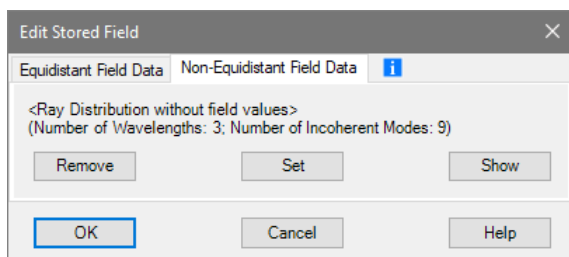 Edit Stored Field
Equidistant Field Data Non-Equidistant Field Data i
<Ray Distribution without field values>
(Number of Wavelengths: 3; Number of Incoherent Modes: 9)
Remove Set Show
OK Cancel Help